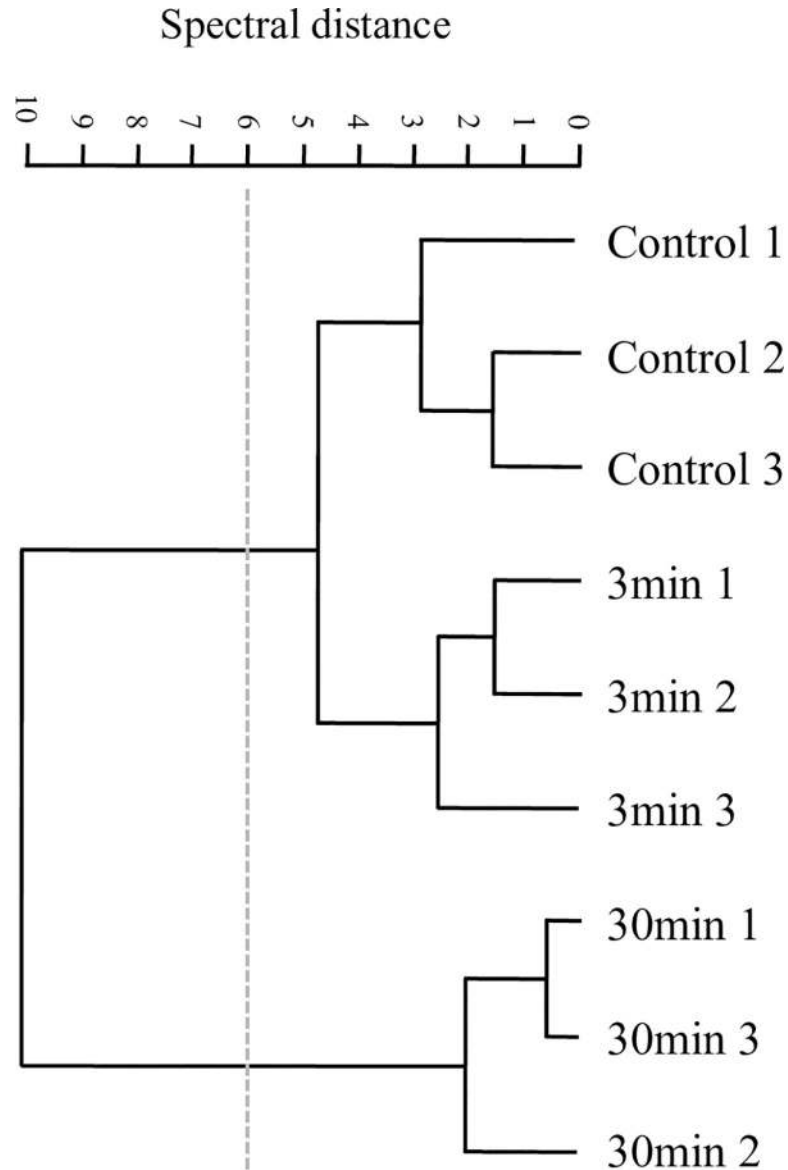 Spectral distance
10 9 8 7 6 5 4 3 2 1 0
Control 1
Control 2
Control 3
3min 1
3min 2
3min 3
30min 1
30min 3
30min 2